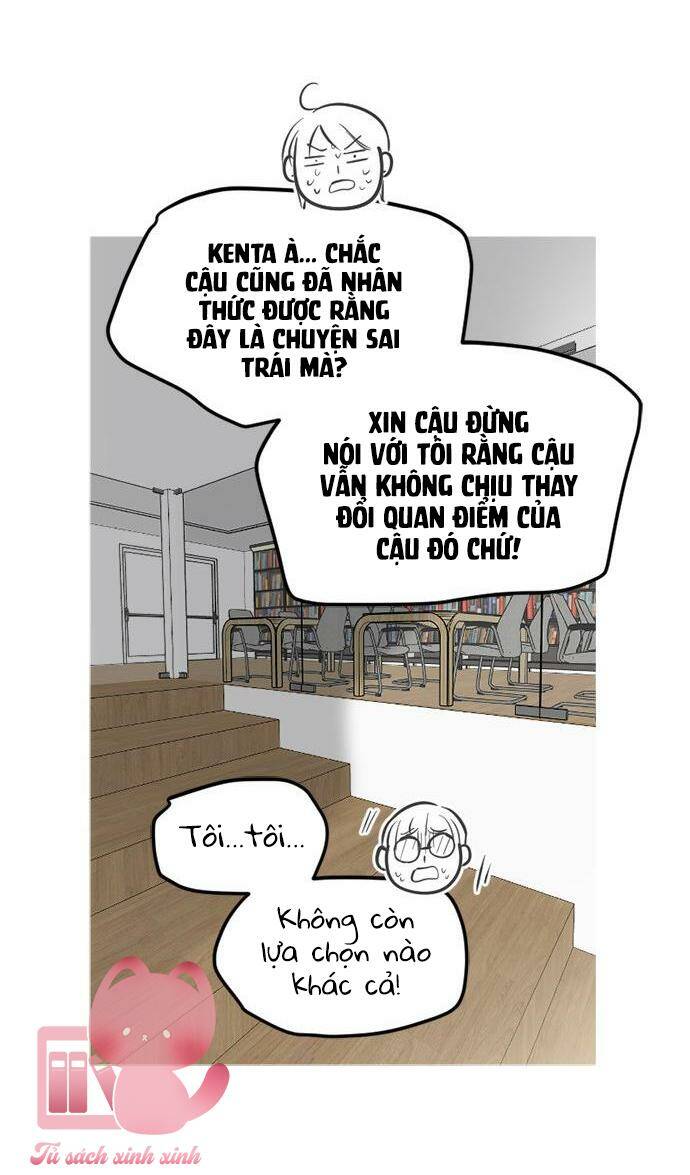 KENTA À... CHẮC
CẬU CŨNG ĐÃ NHÂN
THỨC ĐƯỢC RẰNG
ĐÂY LÀ CHUYỆN SAI
TRÁI MÀ?
XIN CẬU ĐỪNG
NÓI VỚI TÔI RẰNG CẬU
VẪN KHÔNG CHỊU THAY
ĐỔI QUAN ĐIỂM CỦA
CẬU ĐÓ CHỨ!
Tôi...tôi...
Không còn
lựa chọn nào
khác cả!
Tủ sách xinh xinh